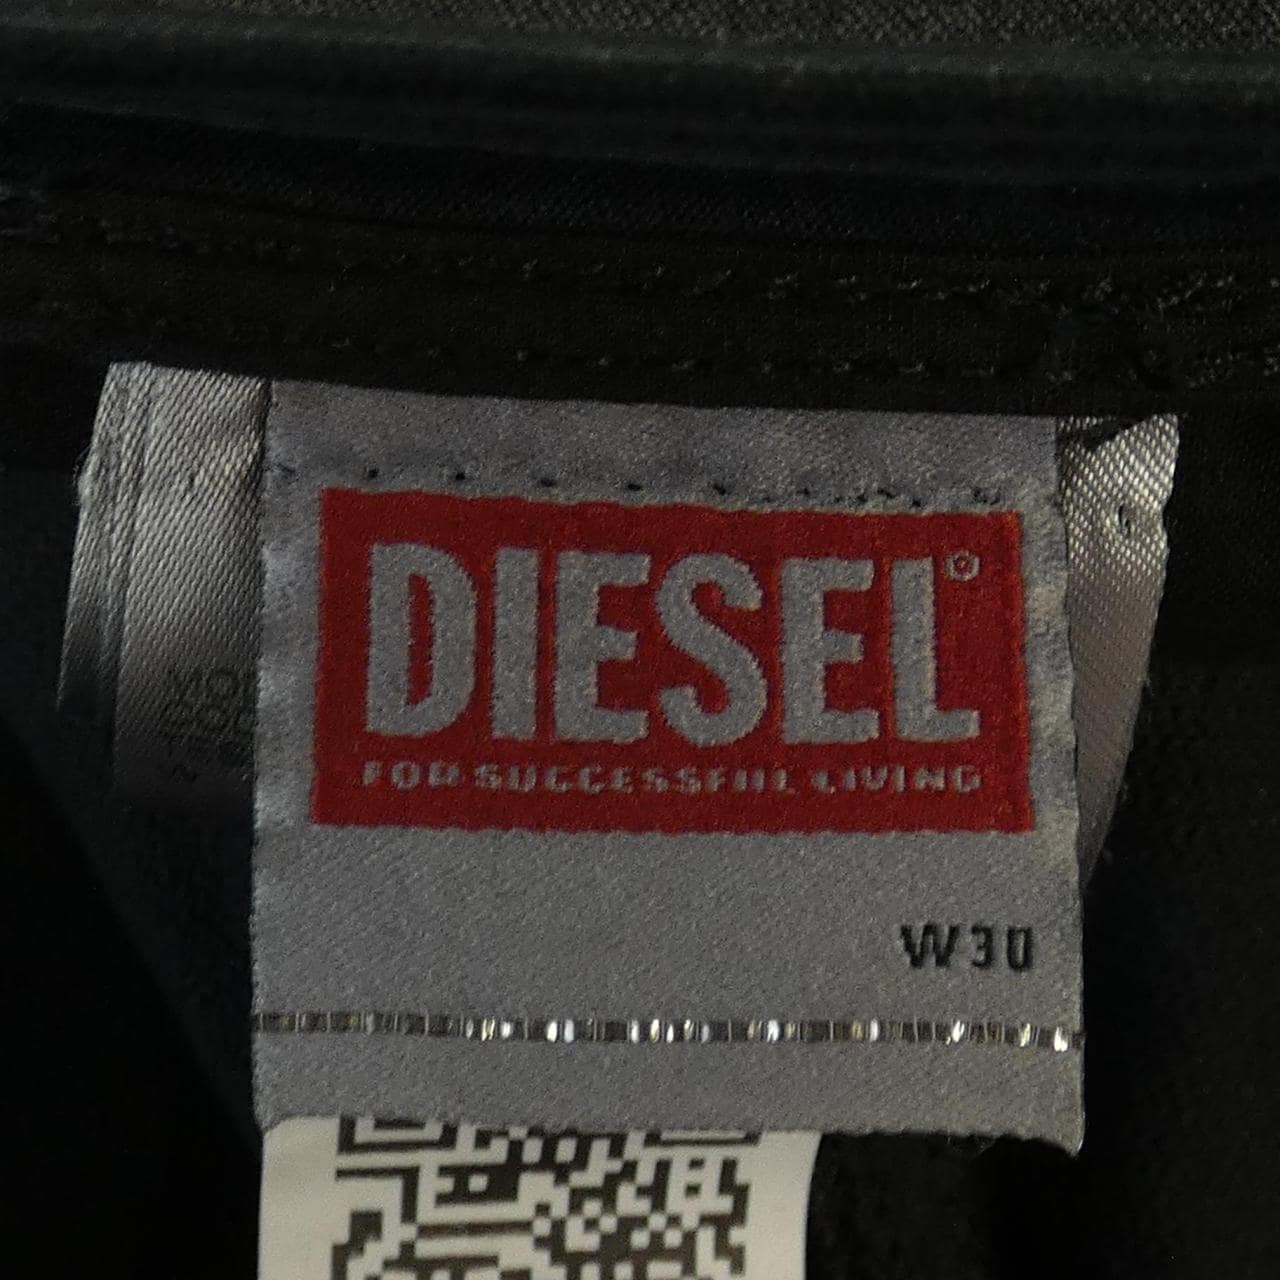 DIESEL®
FOR SUCCESSFUL LIVING
W30